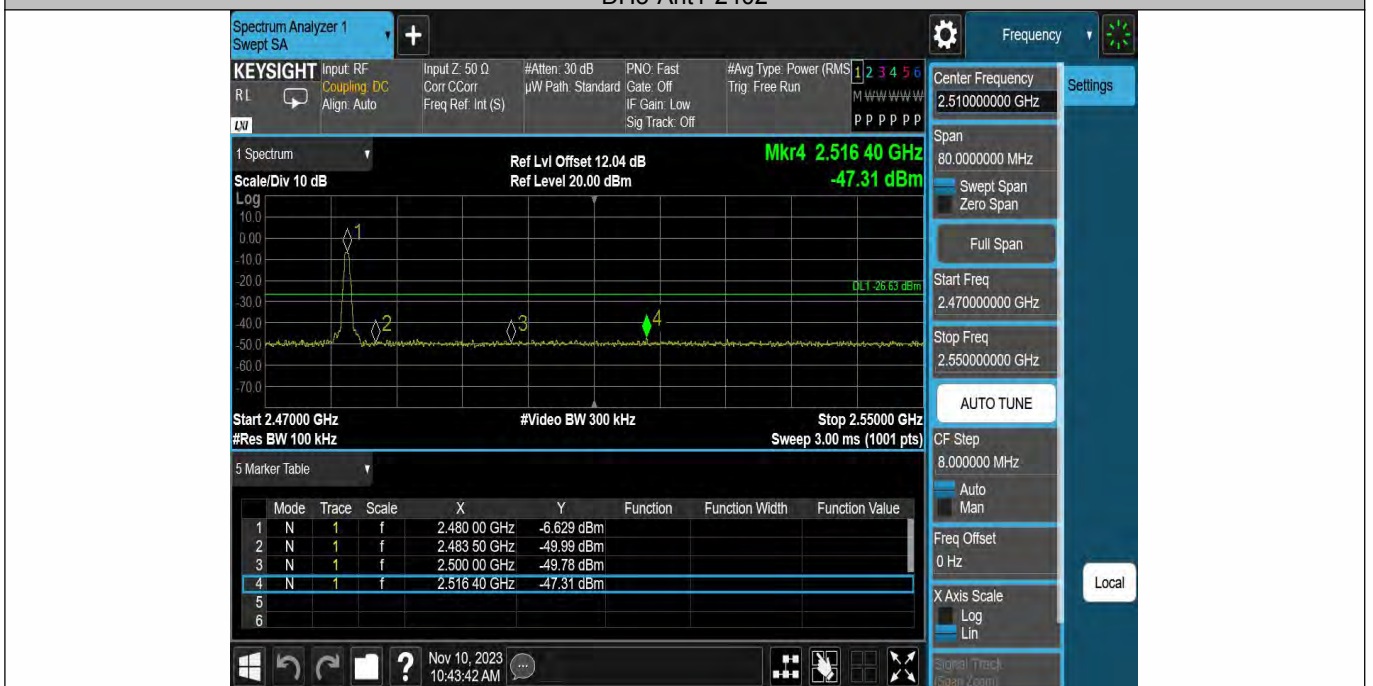 Spectrum Analyzer 1
Swept SA
+
Frequency
KEYSIGHT
RL
LXI
Input: RF
Coupling: DC
Align: Auto
Input Z: 50 Ω
Corr CCorr
Freq Ref: Int (S)
#Atten: 30 dB
µW Path: Standard
PNO: Fast
Gate: Off
IF Gain: Low
Sig Track: Off
#Avg Type: Power (RMS
Trig: Free Run
1 2 3 4 5 6
M W W W W W
P P P P P P
Center Frequency
2.510000000 GHz
Settings
Span
80.0000000 MHz
Swept Span
Zero Span
Full Span
Start Freq
2.470000000 GHz
Stop Freq
2.550000000 GHz
AUTO TUNE
CF Step
8.000000 MHz
Auto
Man
Freq Offset
0 Hz
X Axis Scale
Log
Lin
Signal Track
(Span Zoom)
Local
1 Spectrum
Scale/Div 10 dB
Ref Lvl Offset 12.04 dB
Ref Level 20.00 dBm
Mkr4 2.516 40 GHz
-47.31 dBm
Log
10.0
0.00
-10.0
-20.0
-30.0
-40.0
-50.0
-60.0
-70.0
1
2
3
4
DL1 -26.63 dBm
Start 2.47000 GHz
#Video BW 300 kHz
Stop 2.55000 GHz
#Res BW 100 kHz
Sweep 3.00 ms (1001 pts)
5 Marker Table
Mode Trace Scale X Y Function Function Width Function Value
1 N 1 f 2.480 00 GHz -6.629 dBm
2 N 1 f 2.483 50 GHz -49.99 dBm
3 N 1 f 2.500 00 GHz -49.78 dBm
4 N 1 f 2.516 40 GHz -47.31 dBm
5
6
?
Nov 10, 2023
10:43:42 AM